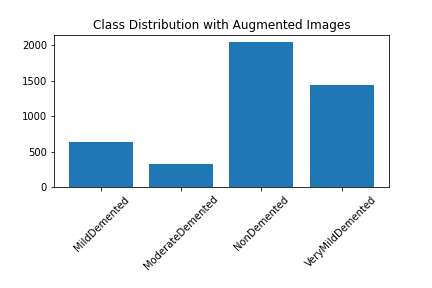 Class Distribution with Augmented Images
2000
1500
1000
500
0
MildDemented
ModerateDemented
NonDemented
VeryMildDemented